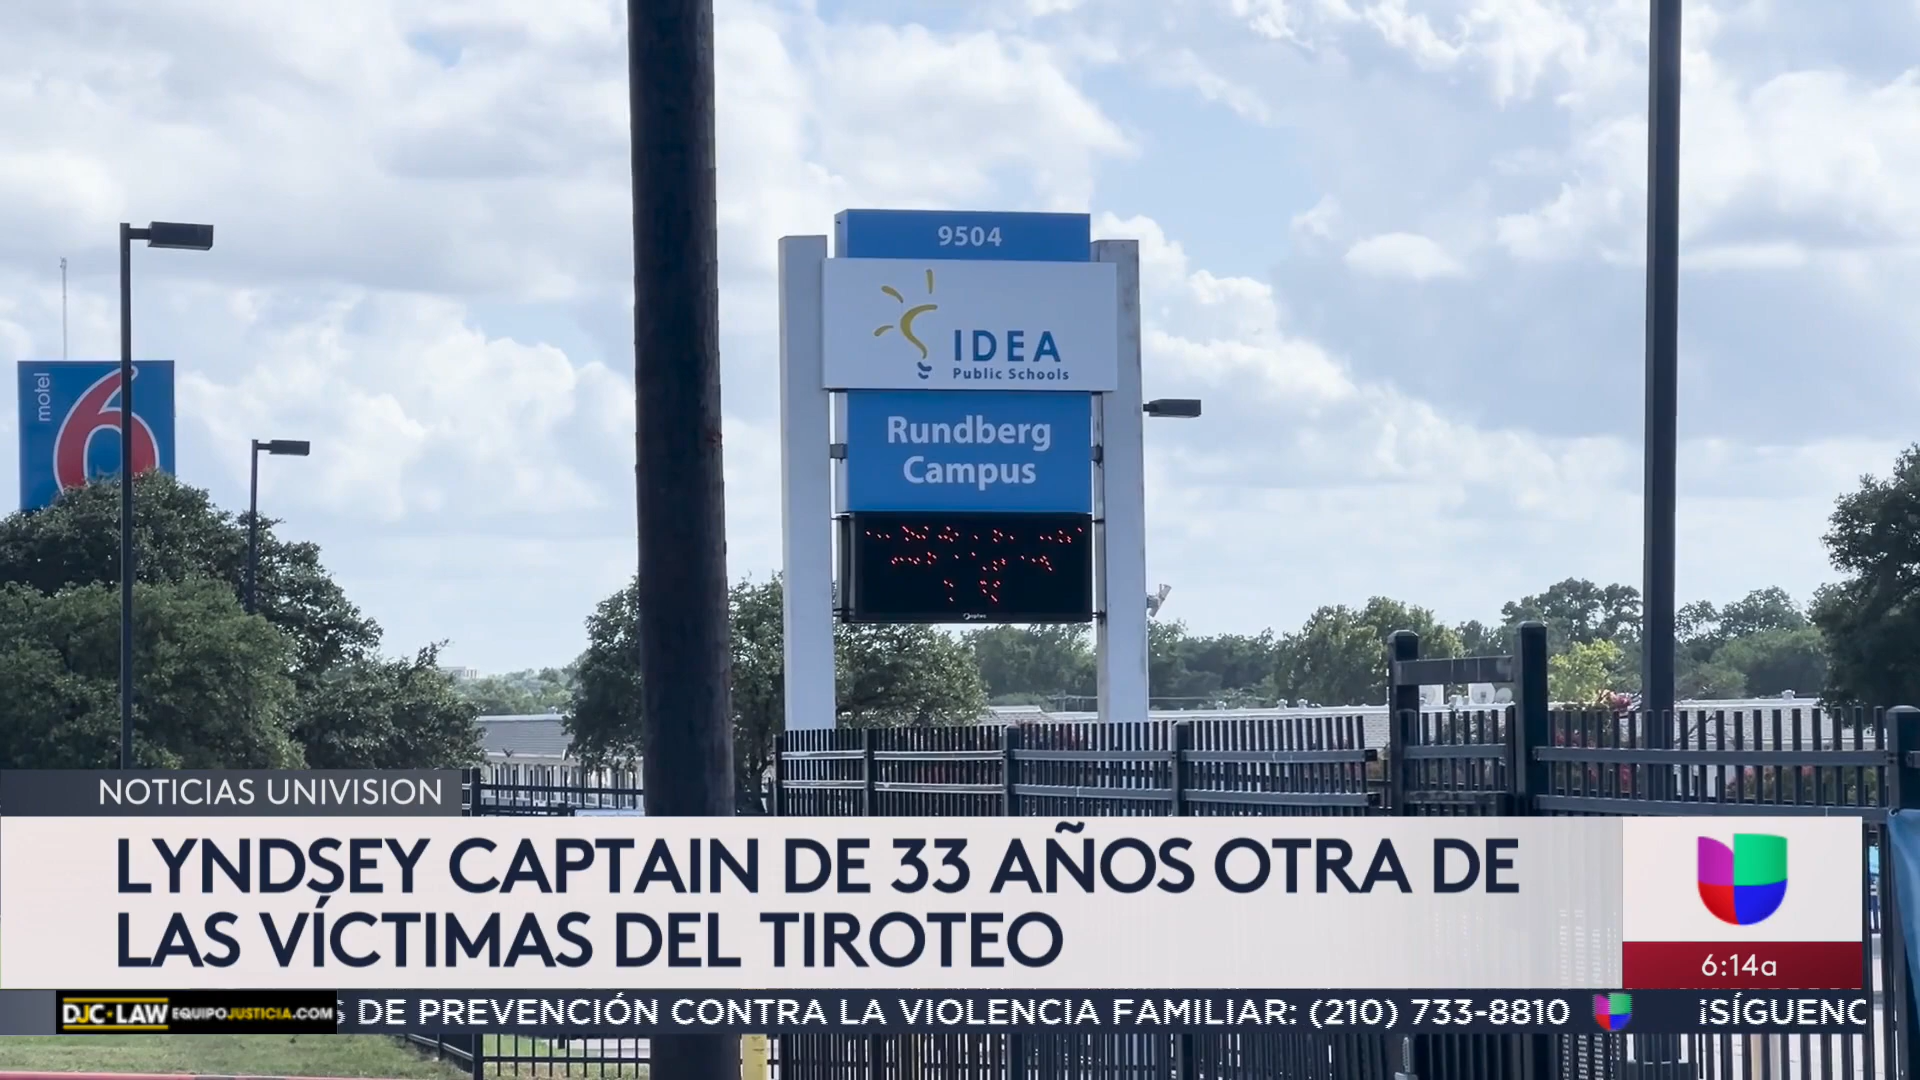 9504
IDEA
Public Schools
Rundberg
Campus
motel
6
NOTICIAS UNIVISION
LYNDSEY CAPTAIN DE 33 AÑOS OTRA DE
LAS VÍCTIMAS DEL TIROTEO
6:14a
DJC·LAW EQUIPOJUSTICIA.COM
S DE PREVENCIÓN CONTRA LA VIOLENCIA FAMILIAR: (210) 733-8810
¡SÍGUENO